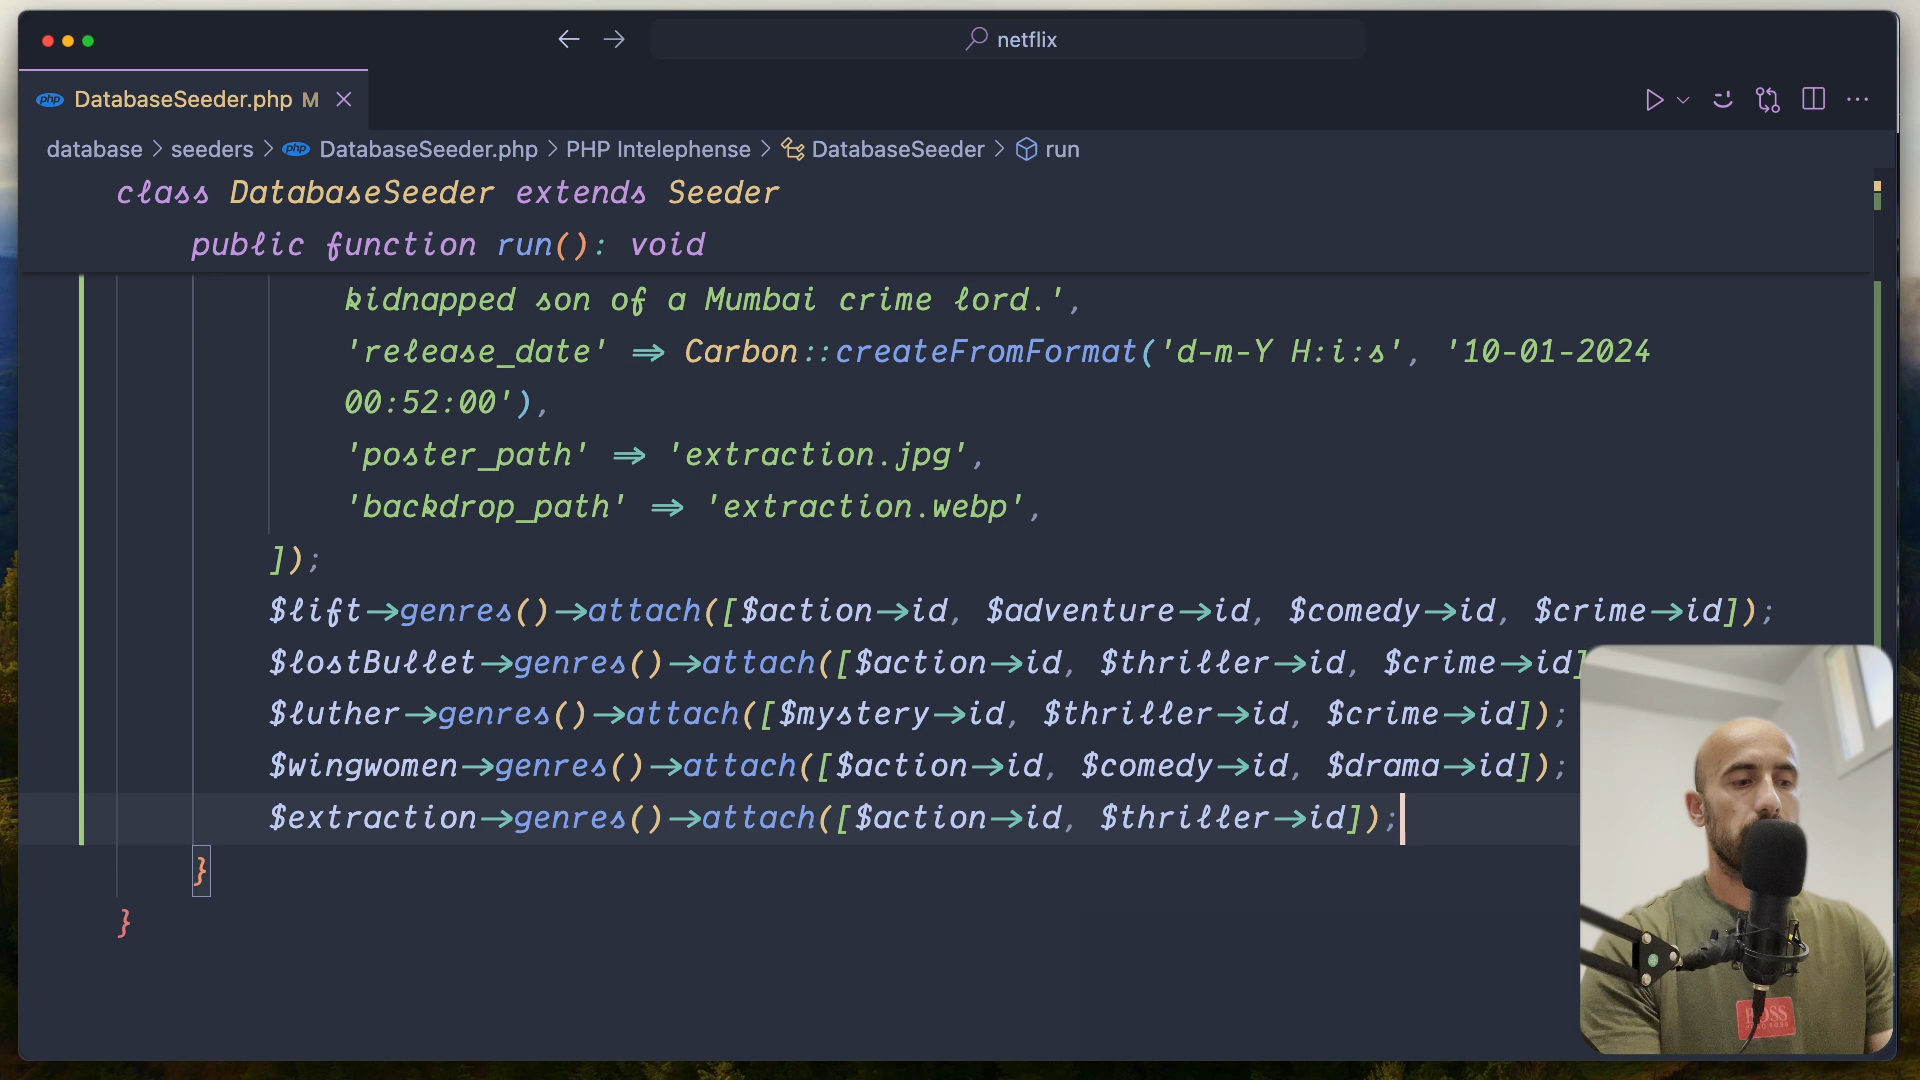 netflix
php DatabaseSeeder.php M
database > seeders > php DatabaseSeeder.php > PHP Intelephense > DatabaseSeeder > run
class DatabaseSeeder extends Seeder
public function run(): void
kidnapped son of a Mumbai crime lord.',
'release_date' => Carbon::createFromFormat('d-m-Y H:i:s', '10-01-2024
00:52:00'),
'poster_path' => 'extraction.jpg',
'backdrop_path' => 'extraction.webp',
]);
$lift->genres()->attach([$action->id, $adventure->id, $comedy->id, $crime->id]);
$lostBullet->genres()->attach([$action->id, $thriller->id, $crime->id]
$luther->genres()->attach([$mystery->id, $thriller->id, $crime->id]);
$wingwomen->genres()->attach([$action->id, $comedy->id, $drama->id]);
$extraction->genres()->attach([$action->id, $thriller->id]);
}
}
BOSS